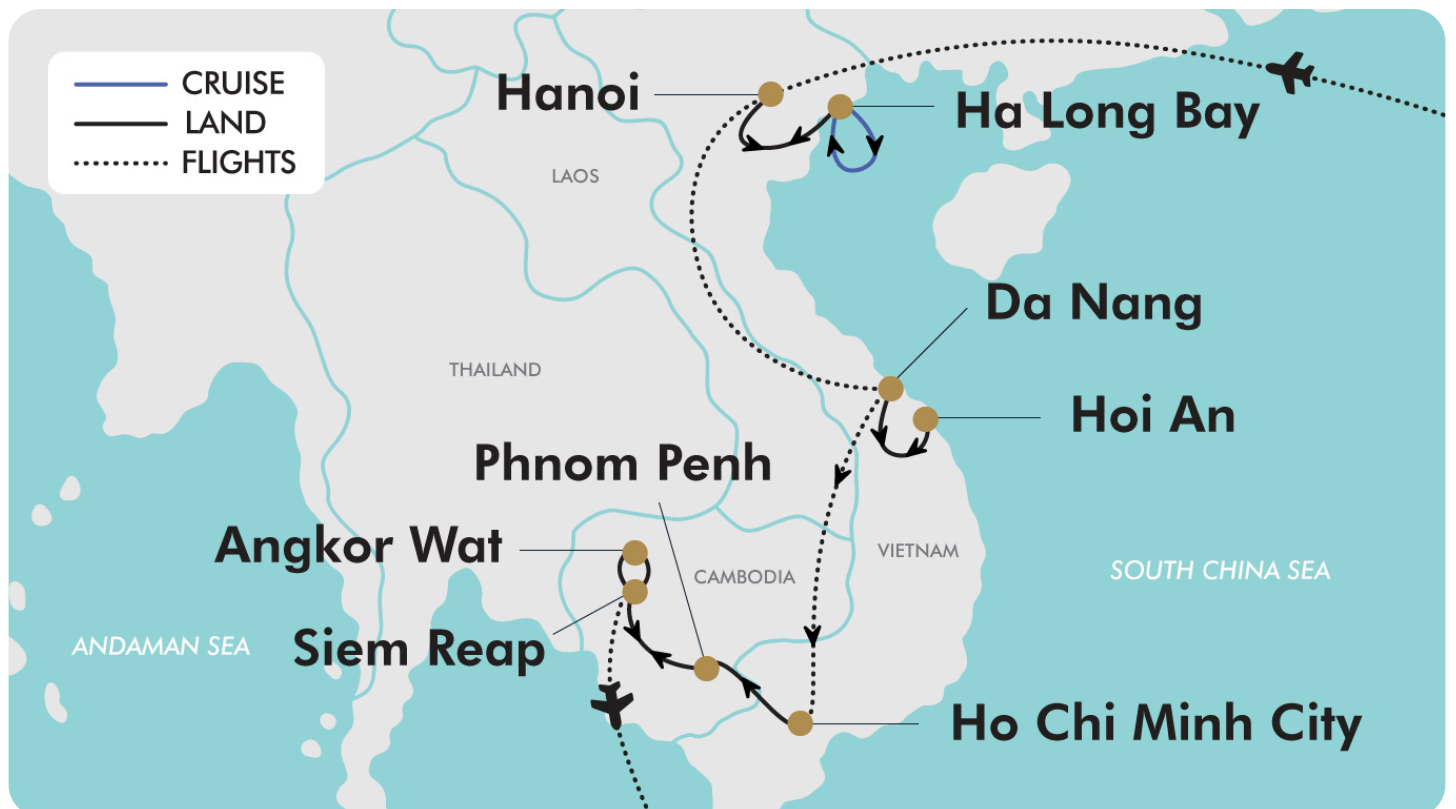 CRUISE
LAND
FLIGHTS
Hanoi
Ha Long Bay
LAOS
Da Nang
THAILAND
Hoi An
Phnom Penh
Angkor Wat
VIETNAM
CAMBODIA
SOUTH CHINA SEA
ANDAMAN SEA
Siem Reap
Ho Chi Minh City